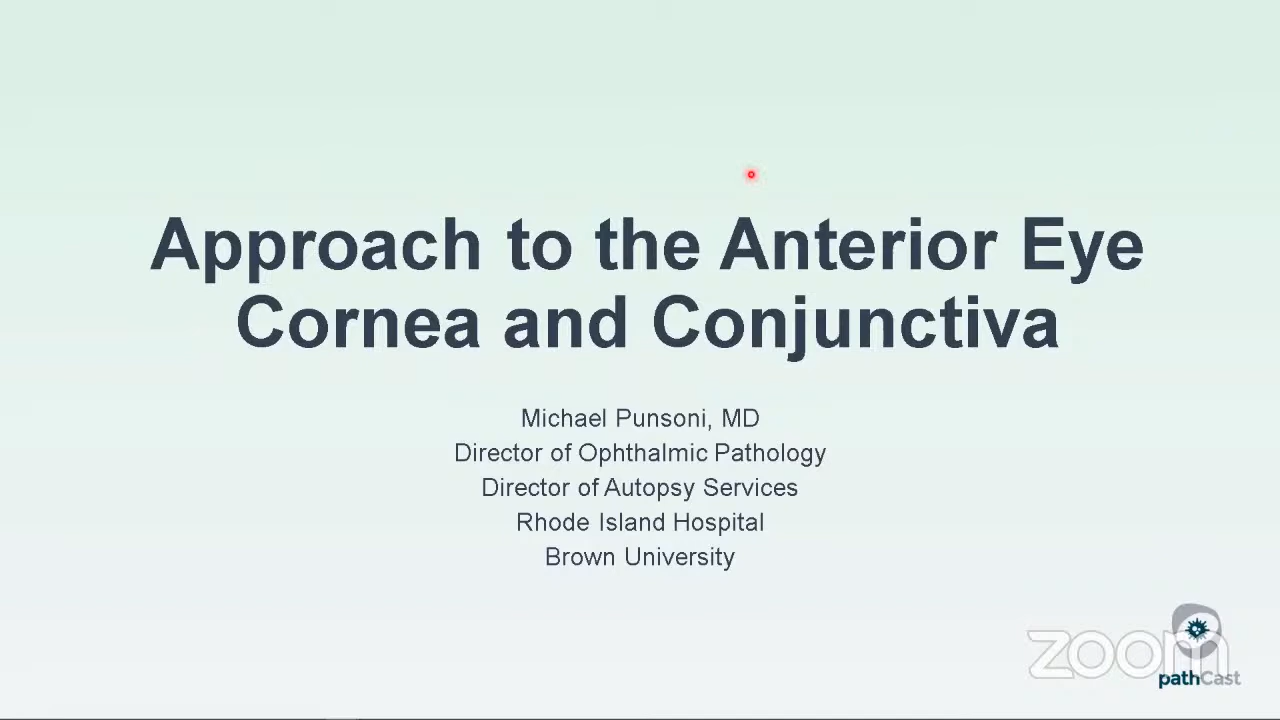 Approach to the Anterior Eye
Cornea and Conjunctiva
Michael Punsoni, MD
Director of Ophthalmic Pathology
Director of Autopsy Services
Rhode Island Hospital
Brown University
zoom
pathCast